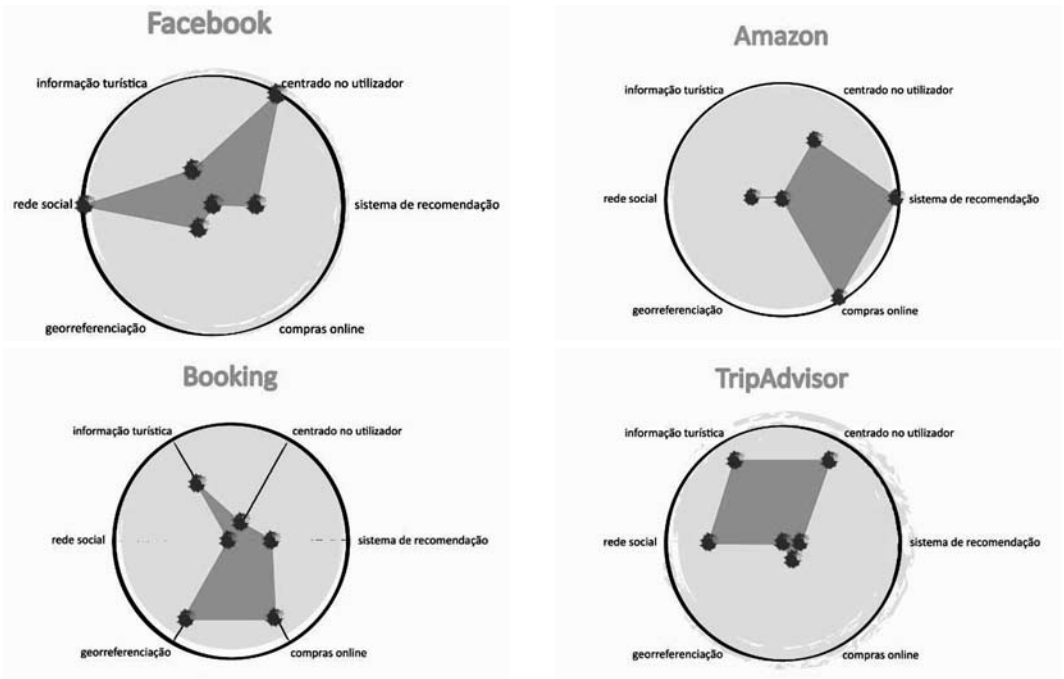 Facebook
informação turística
centrado no utilizador
rede social
sistema de recomendação
georreferenciação
compras online
Amazon
informação turística
centrado no utilizador
rede social
sistema de recomendação
georreferenciação
compras online
Booking
informação turística
centrado no utilizador
rede social
sistema de recomendação
georreferenciação
compras online
TripAdvisor
informação turística
centrado no utilizador
rede social
sistema de recomendação
georreferenciação
compras online